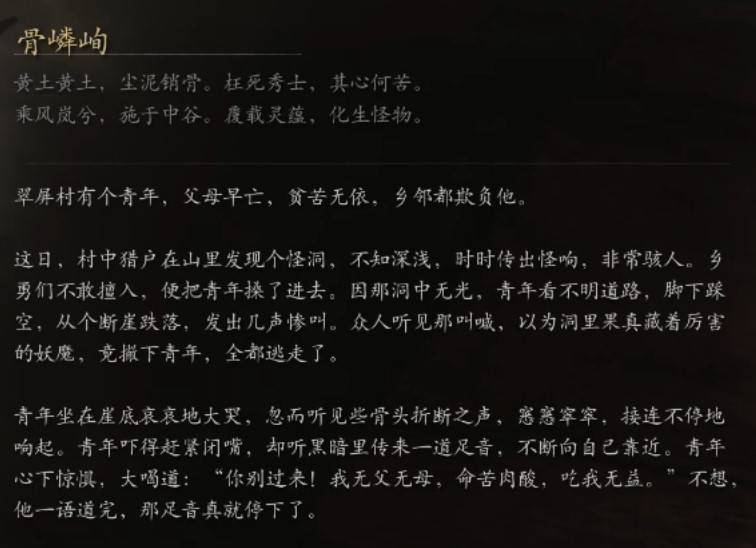 骨嶙峋
黄土黄土，尘泥销骨。枉死秀士，其心何苦。
乘风岚兮，施于中谷。覆载灵蕴，化生怪物。
翠屏村有个青年，父母早亡，贫苦无依，乡邻都欺负他。
这日，村中猎户在山里发现个怪洞，不知深浅，时时传出怪响，非常骇人。乡
勇们不敢擅入，便把青年搡了进去。因那洞中无光，青年看不明道路，脚下踩
空，从个断崖跌落，发出几声惨叫。众人听见那叫喊，以为洞里果真藏着厉害
的妖魔，竟撇下青年，全都逃走了。
青年坐在崖底哀哀地大哭，忽而听见些骨头折断之声，窸窸窣窣，接连不停地
响起。青年吓得赶紧闭嘴，却听黑暗里传来一道足音，不断向自己靠近。青年
心下惊惧，大喝道：“你别过来！我无父无母，命苦肉酸，吃我无益。”不想，
他一语道完，那足音真就停下了。